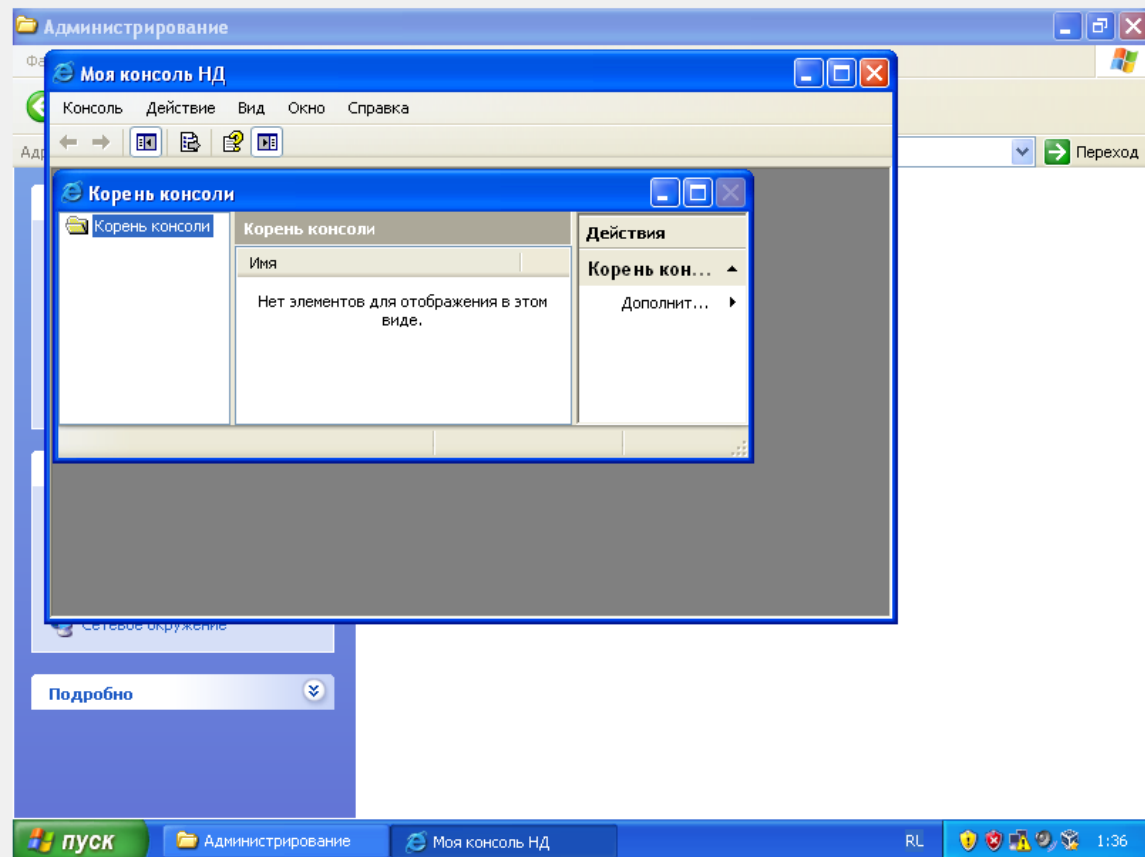 Администрирование
Моя консоль НД
Консоль Действие Вид Окно Справка
Переход
Корень консоли
Корень консоли
Корень консоли
Действия
Имя
Корень кон...
Нет элементов для отображения в этом
виде.
Дополнит...
Сетевое окружение
Подробно
пуск
Администрирование
Моя консоль НД
RL
1:36